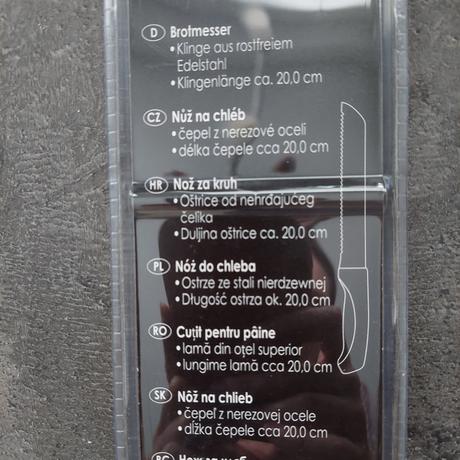 D Brotmesser
• Klinge aus rostfreiem
Edelstahl
• Klingenlänge ca. 20,0 cm
CZ Nůž na chléb
• čepel z nerezové oceli
• délka čepele cca 20,0 cm
HR Nož za kruh
• Oštrice od nehrđajućeg
čelika
• Duljina oštrice ca. 20,0 cm
PL Nóż do chleba
• Ostrze ze stali nierdzewnej
• Długość ostrza ok. 20,0 cm
RO Cuțit pentru pâine
• lamă din oțel superior
• lungime lamă cca 20,0 cm
SK Nôž na chlieb
• čepeľ z nerezovej ocele
• dĺžka čepele cca 20,0 cm
BG